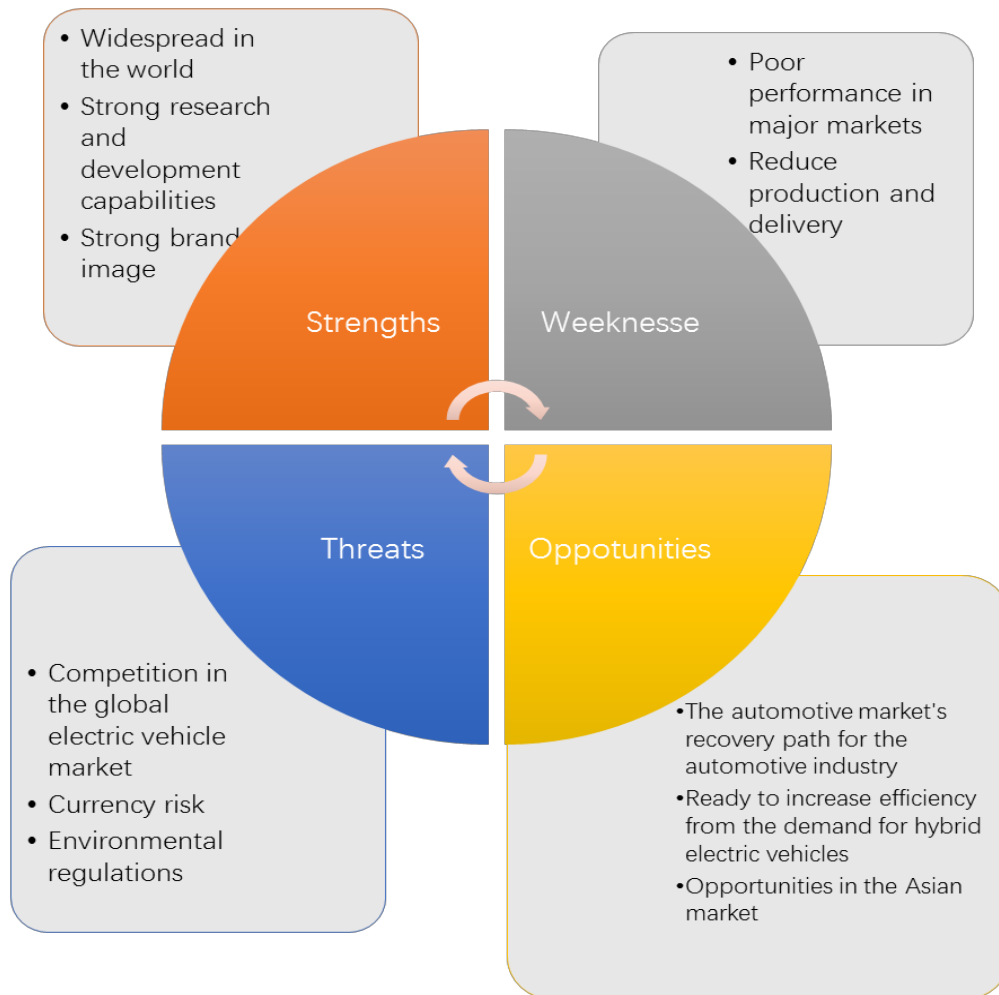 • Widespread in
the world
• Strong research
and
development
capabilities
• Strong brand
image
• Poor
performance in
major markets
• Reduce
production and
delivery
Strengths
Weeknesse
Threats
Oppotunities
• Competition in
the global
electric vehicle
market
• Currency risk
• Environmental
regulations
•The automotive market's
recovery path for the
automotive industry
•Ready to increase efficiency
from the demand for hybrid
electric vehicles
•Opportunities in the Asian
market